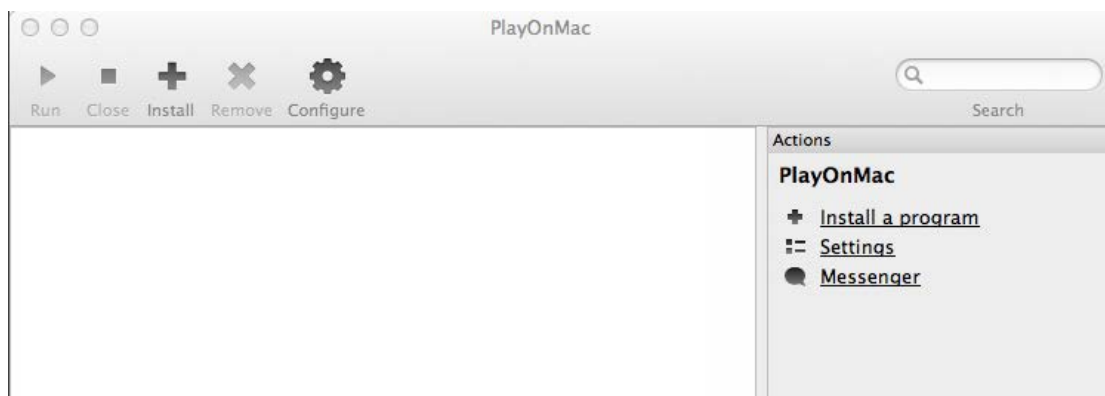 PlayOnMac
Run Close Install Remove Configure
Search
Actions
PlayOnMac
Install a program
Settings
Messenger